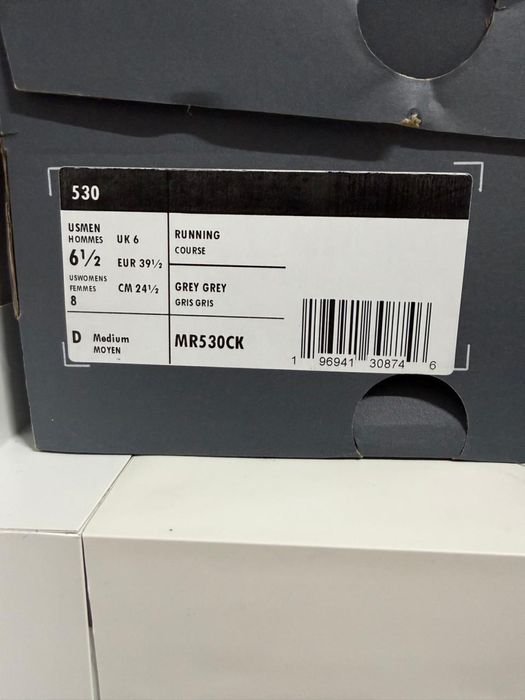 530
USMEN
HOMMES UK 6
6½ EUR 39½
USWOMENS
FEMMES CM 24½
8
D Medium
MOYEN
RUNNING
COURSE
GREY GREY
GRIS GRIS
MR530CK
1 96941 30874 6